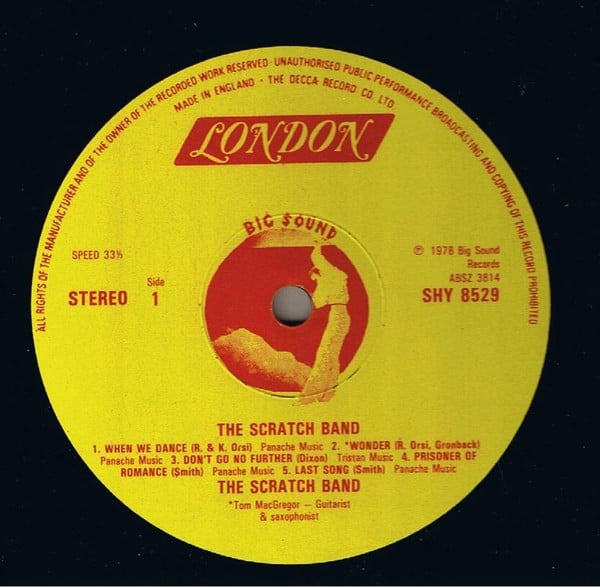 ALL RIGHTS OF THE MANUFACTURER AND OF THE OWNER OF THE RECORDED WORK RESERVED · UNAUTHORISED PUBLIC PERFORMANCE BROADCASTING AND COPYING OF THIS RECORD PROHIBITED
MADE IN ENGLAND · THE DECCA RECORD CO. LTD.
LONDON
BIG SOUND
SPEED 33⅓
℗ 1978 Big Sound
Records
ABSZ 3814
Side
STEREO 1
SHY 8529
THE SCRATCH BAND
1. WHEN WE DANCE (R. & K. Orsi) Panache Music 2. *WONDER (R. Orsi, Gronback)
Panache Music 3. DON'T GO NO FURTHER (Dixon) Tristan Music 4. PRISONER OF
ROMANCE (Smith) Panache Music 5. LAST SONG (Smith) Panache Music
THE SCRATCH BAND
*Tom MacGregor — Guitarist
& saxophonist